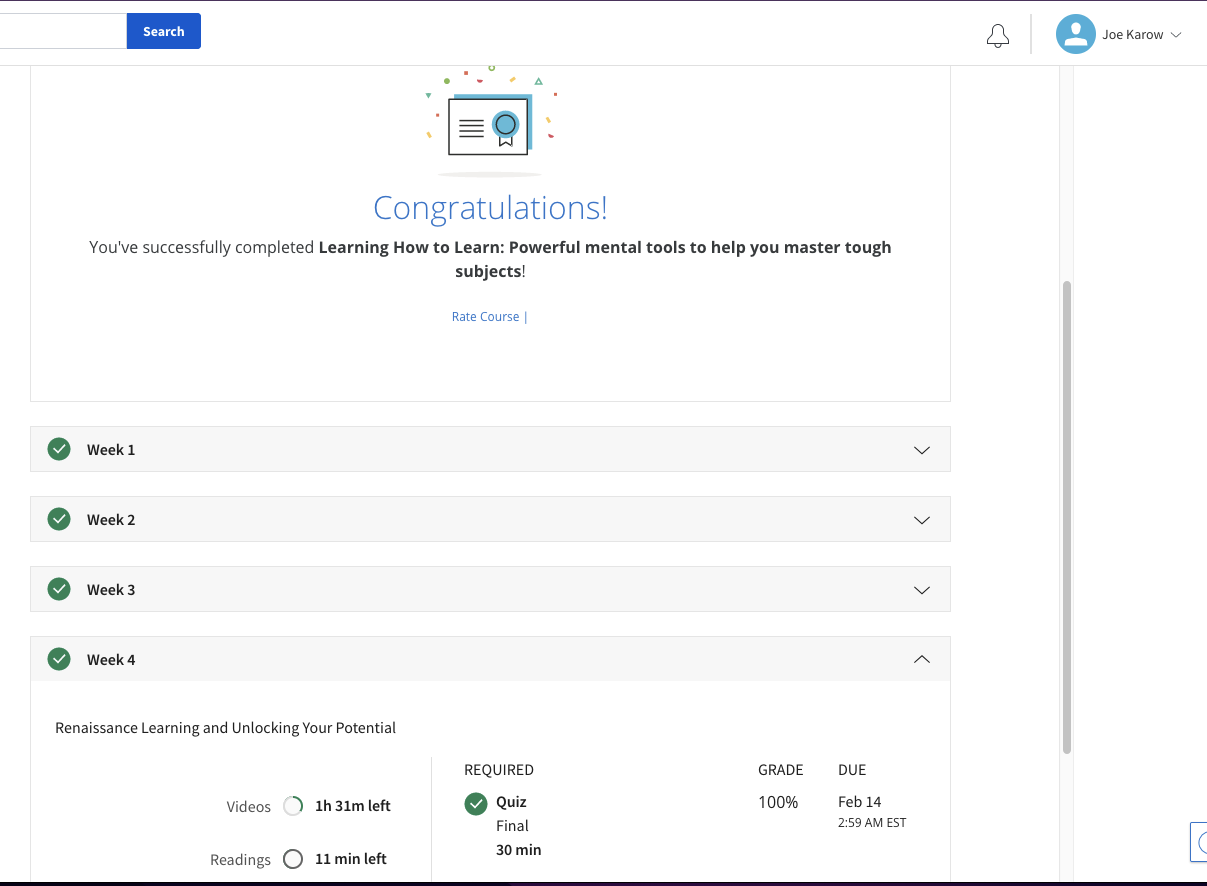 Search
Joe Karow
Congratulations!
You've successfully completed Learning How to Learn: Powerful mental tools to help you master tough
subjects!
Rate Course |
Week 1
Week 2
Week 3
Week 4
Renaissance Learning and Unlocking Your Potential
Videos 1h 31m left
Readings 11 min left
REQUIRED GRADE DUE
Quiz 100% Feb 14
Final 2:59 AM EST
30 min